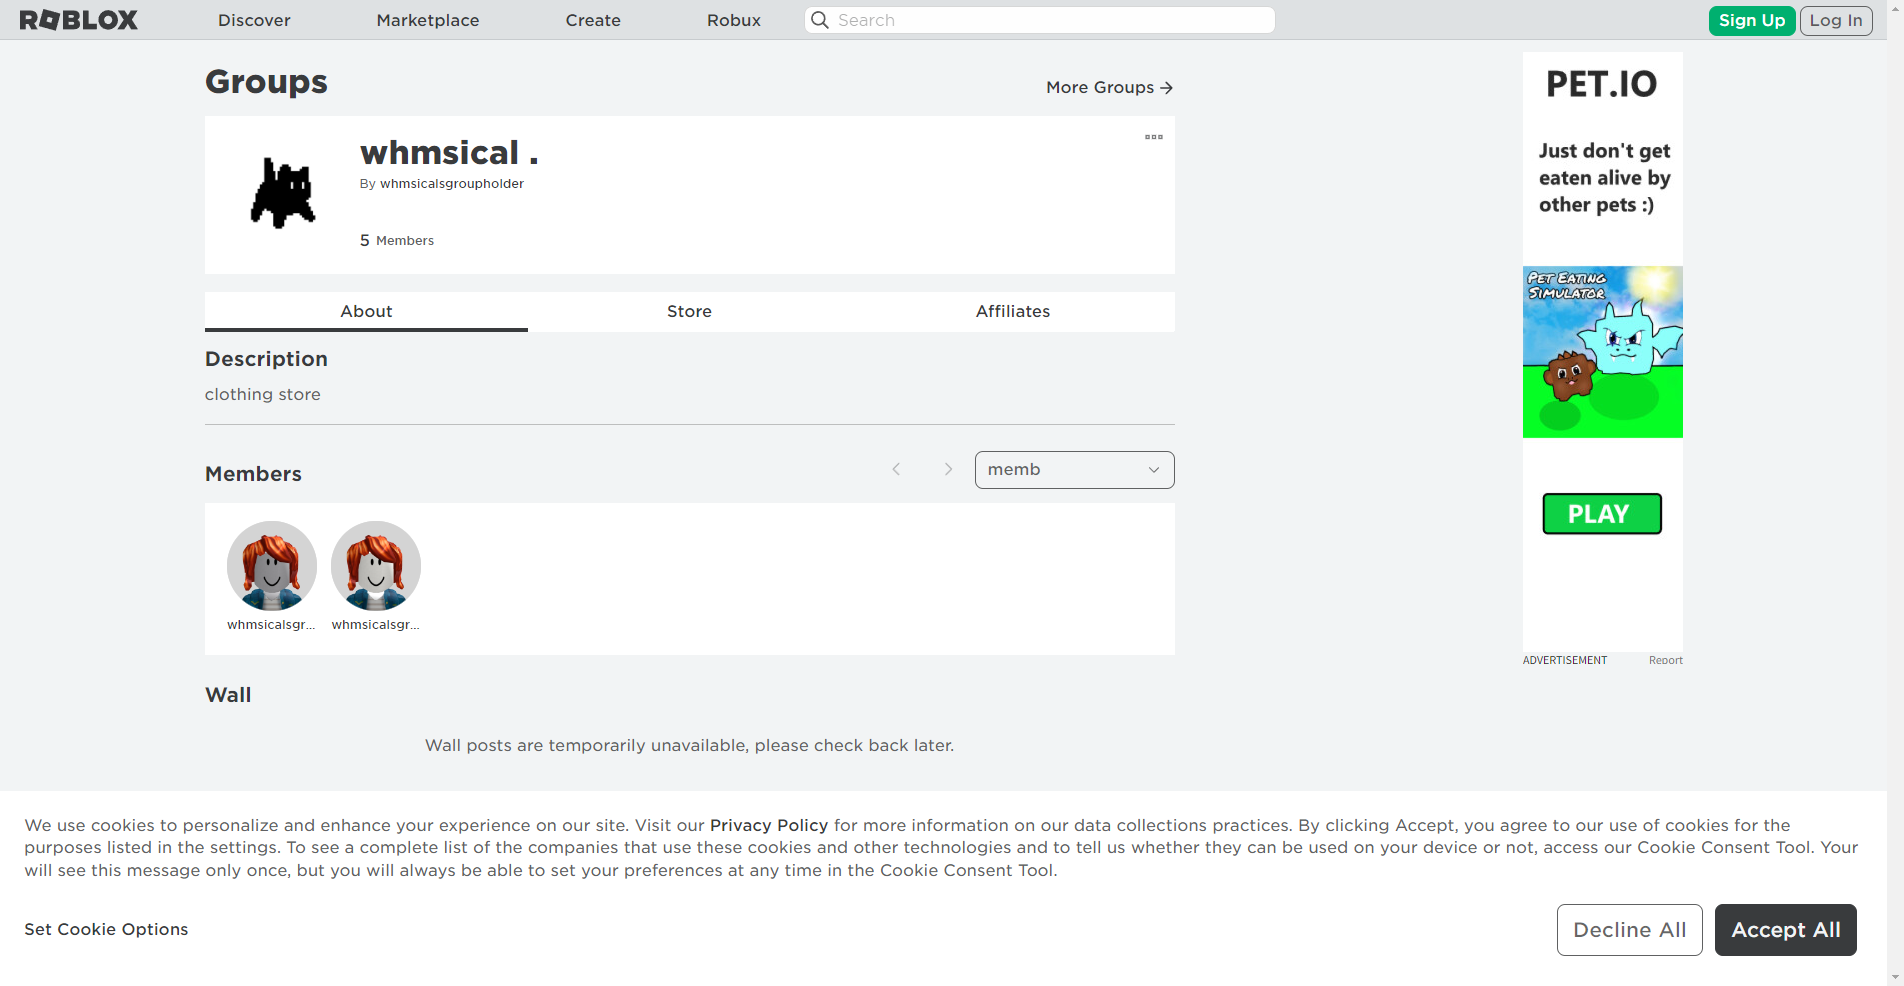 ROBLOX Discover Marketplace Create Robux Search Sign Up Log In
Groups
More Groups
whmsical .
By whmsicalsgroupholder
5 Members
About Store Affiliates
Description
clothing store
Members
memb
whmsicalsgr... whmsicalsgr...
Wall
Wall posts are temporarily unavailable, please check back later.
PET.IO
Just don't get
eaten alive by
other pets :)
PET EATING
SIMULATOR
PLAY
ADVERTISEMENT Report
We use cookies to personalize and enhance your experience on our site. Visit our Privacy Policy for more information on our data collections practices. By clicking Accept, you agree to our use of cookies for the
purposes listed in the settings. To see a complete list of the companies that use these cookies and other technologies and to tell us whether they can be used on your device or not, access our Cookie Consent Tool. Your
will see this message only once, but you will always be able to set your preferences at any time in the Cookie Consent Tool.
Set Cookie Options
Decline All Accept All